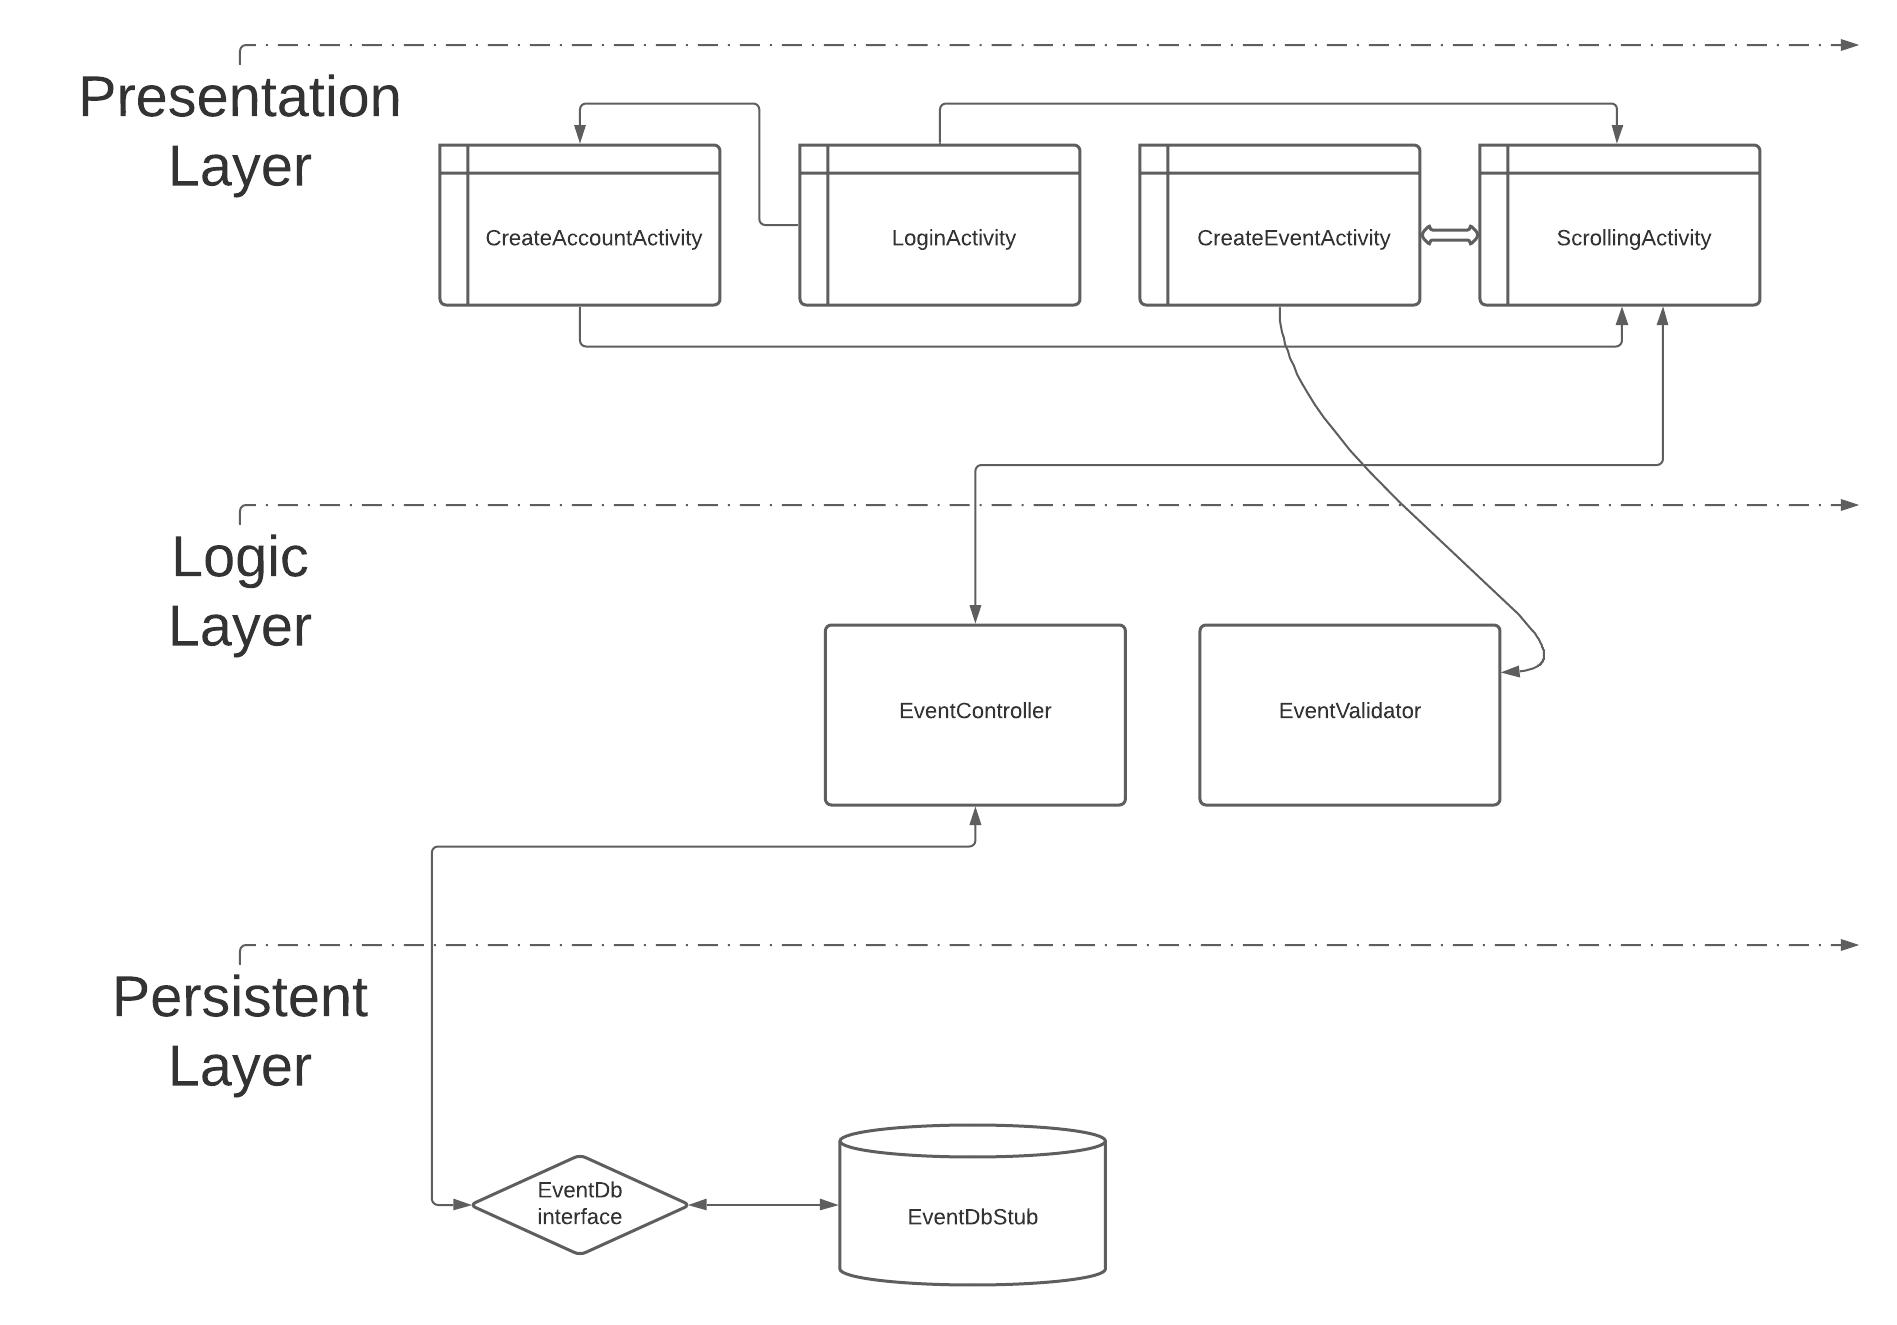 Presentation
Layer
CreateAccountActivity
LoginActivity
CreateEventActivity
ScrollingActivity
Logic
Layer
EventController
EventValidator
Persistent
Layer
EventDb
interface
EventDbStub